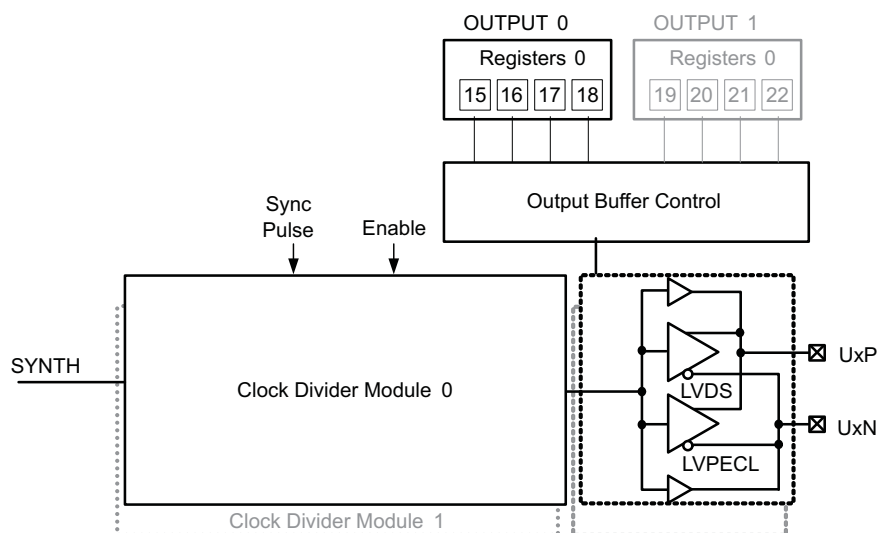 OUTPUT 0
OUTPUT 1
Registers 0
Registers 0
15 16 17 18
19 20 21 22
Output Buffer Control
Sync
Pulse
Enable
SYNTH
Clock Divider Module 0
LVDS
LVPECL
UxP
UxN
Clock Divider Module 1